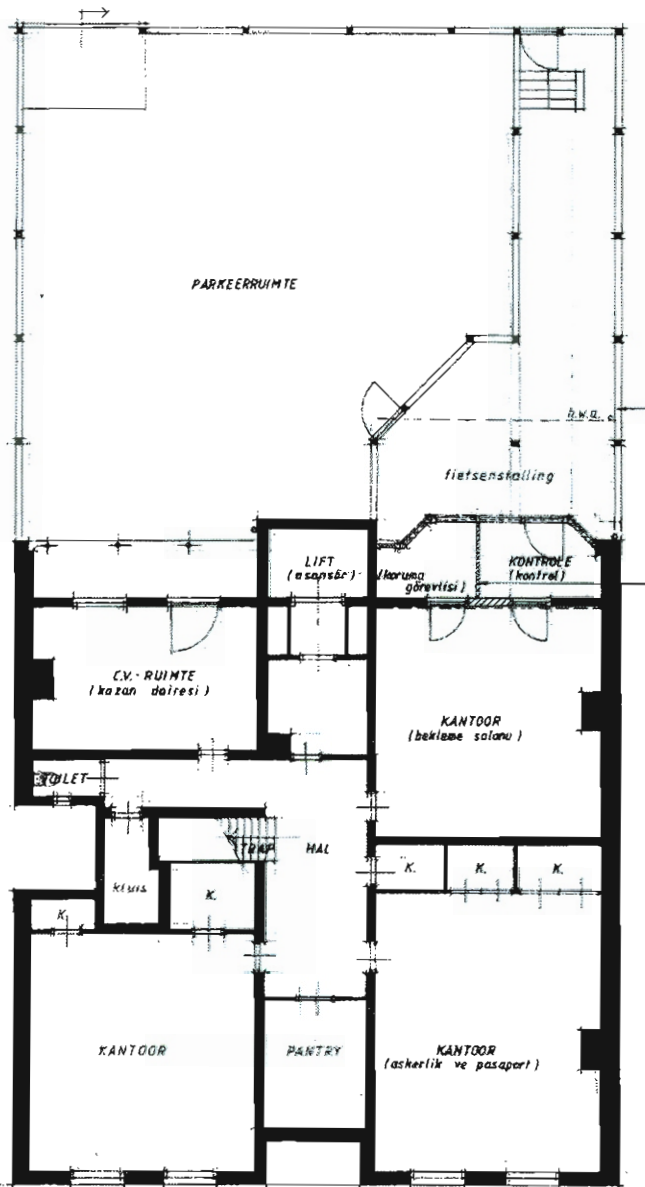 PARKEERRUIMTE
h.w.a.
fietsenstalling
LIFT
(asansör)
(koruma
görevlisi)
KONTROLE
(kontrol)
C.V.- RUIMTE
(kazan dairesi)
KANTOOR
(bekleme salonu)
TOILET
TRAP
HAL
kluis
K.
K.
K.
K.
K.
KANTOOR
PANTRY
KANTOOR
(askerlik ve pasaport)